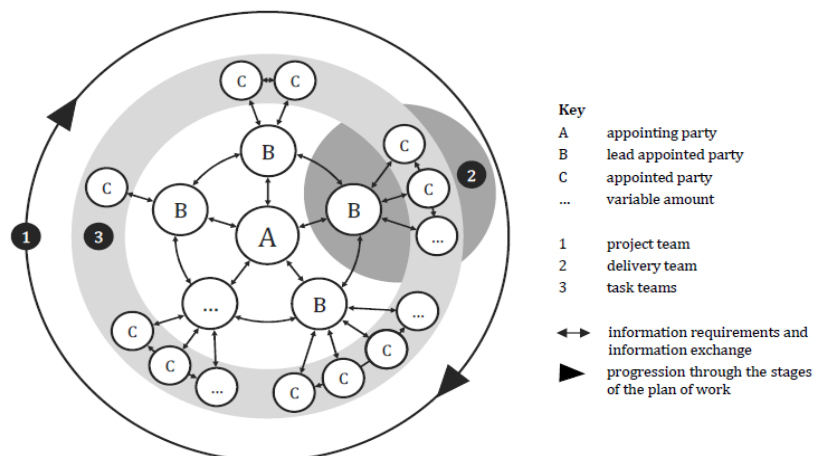 C C
B
C
C
B
C
2
B
A
B
...
1
3
...
B
...
C
C
C
C
C
...
C
Key
A appointing party
B lead appointed party
C appointed party
... variable amount
1 project team
2 delivery team
3 task teams
information requirements and
information exchange
progression through the stages
of the plan of work